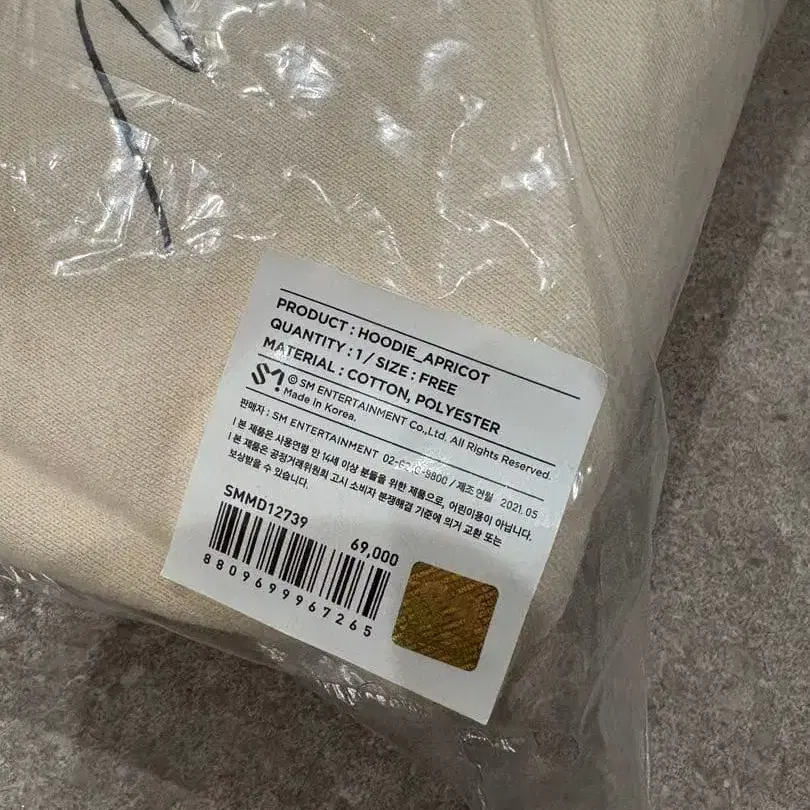 PRODUCT : HOODIE_APRICOT
QUANTITY : 1 / SIZE : FREE
MATERIAL : COTTON, POLYESTER
SM © SM ENTERTAINMENT Co.,Ltd. All Rights Reserved.
Made in Korea.
판매자 : SM ENTERTAINMENT 02-6240-9800 / 제조연월 2021. 05
| 본 제품은 사용연령 만 14세 이상 분들을 위한 제품으로, 어린이용이 아닙니다.
| 본 제품은 공정거래위원회 고시 소비자 분쟁해결 기준에 의거 교환 또는
보상받을 수 있습니다.
SMMD12739
69,000
8809699967265